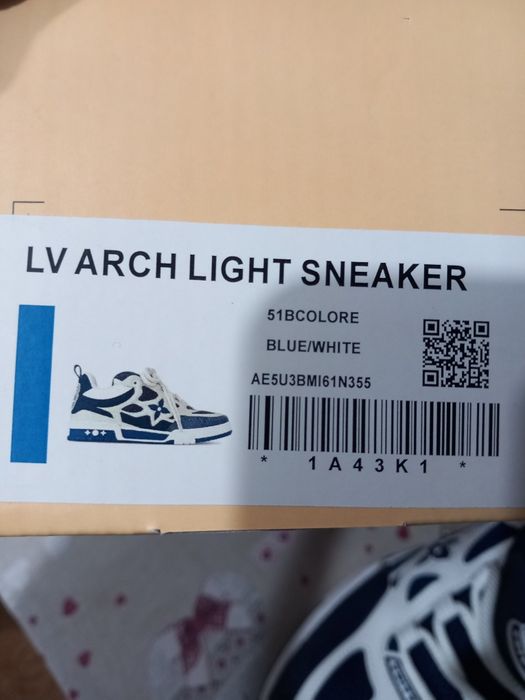 LV ARCH LIGHT SNEAKER
51BCOLORE
BLUE/WHITE
AE5U3BMI61N355
* 1A43K1 *